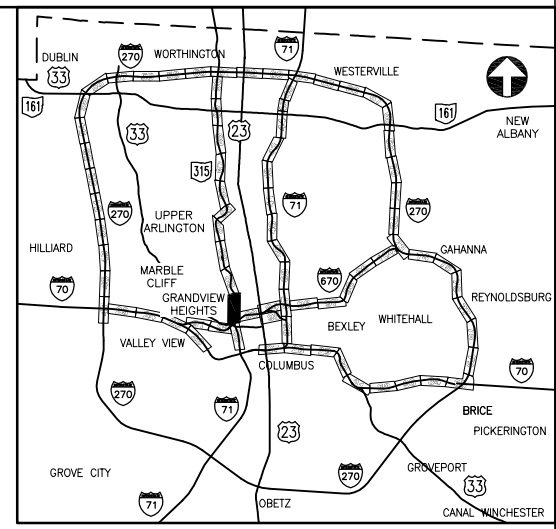 DUBLIN
33
270
WORTHINGTON
71
WESTERVILLE
161
33
315
23
161
NEW
ALBANY
71
270
270
UPPER
ARLINGTON
HILLIARD
GAHANNA
70
MARBLE
CLIFF
670
REYNOLDSBURG
GRANDVIEW
HEIGHTS
BEXLEY
WHITEHALL
VALLEY VIEW
COLUMBUS
70
270
71
23
BRICE
PICKERINGTON
GROVE CITY
270
GROVEPORT
33
71
OBETZ
CANAL WINCHESTER